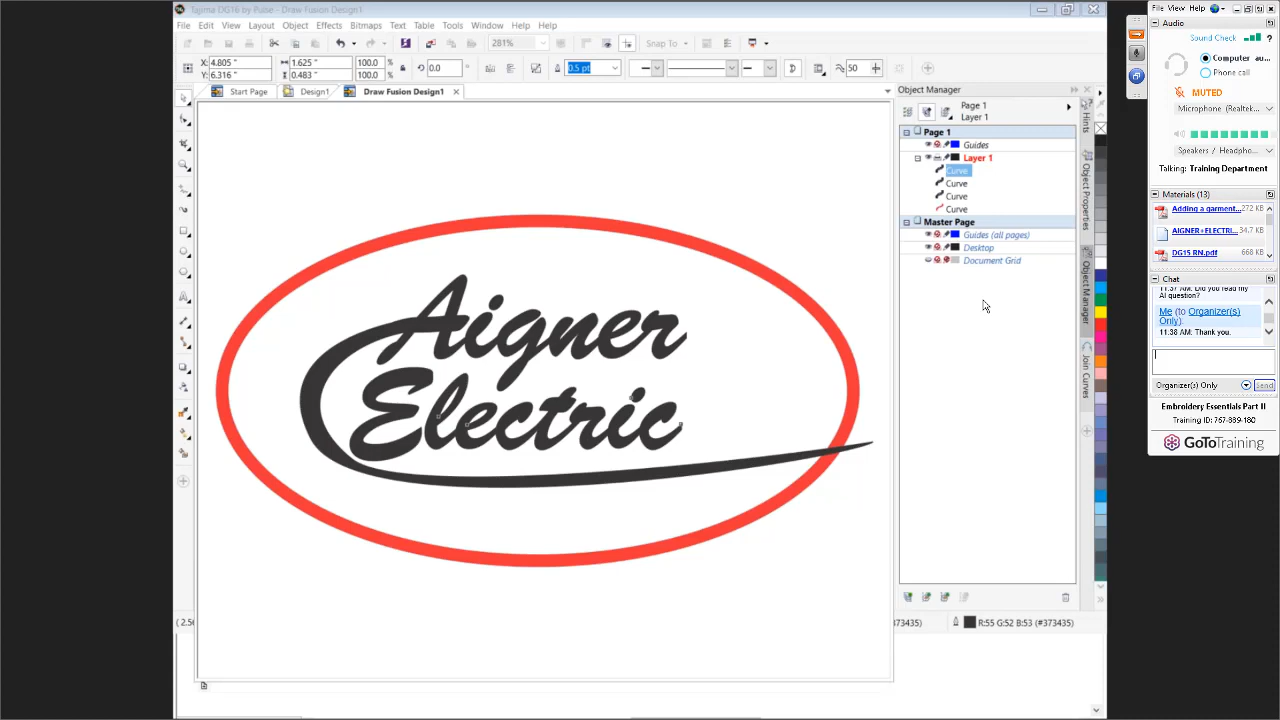 Tajima DG16 by Pulse - Draw Fusion Design1
File Edit View Layout Object Effects Bitmaps Text Table Tools Window Help Help
281% Snap To
X: 4.805 " 1.625 " 100.0 % 0.0 0.5 pt 50
Y: 6.316 " 0.483 " 100.0 %
Start Page Design1 Draw Fusion Design1
Aigner
Electric
Object Manager
Page 1
Layer 1
Page 1
Guides
Layer 1
Curve
Curve
Curve
Curve
Master Page
Guides (all pages)
Desktop
Document Grid
Hints
Object Properties
Object Manager
Join Curves
( 2.56
373435) R:55 G:52 B:53 (#373435)
File View Help
Audio
Sound Check ?
Computer au...
Phone call
MUTED
Microphone (Realtek...
Speakers / Headpho...
Talking: Training Department
Materials (13)
Adding a garment... 272 KB
AIGNER+ELECTRI...
DG15 RN.pdf 668 KB
Chat
AI question?
Me (to Organizer(s)
Only):
11:38 AM: Thank you.
Organizer(s) Only Send
Embroidery Essentials Part II
Training ID: 757-889-180
GoToTraining